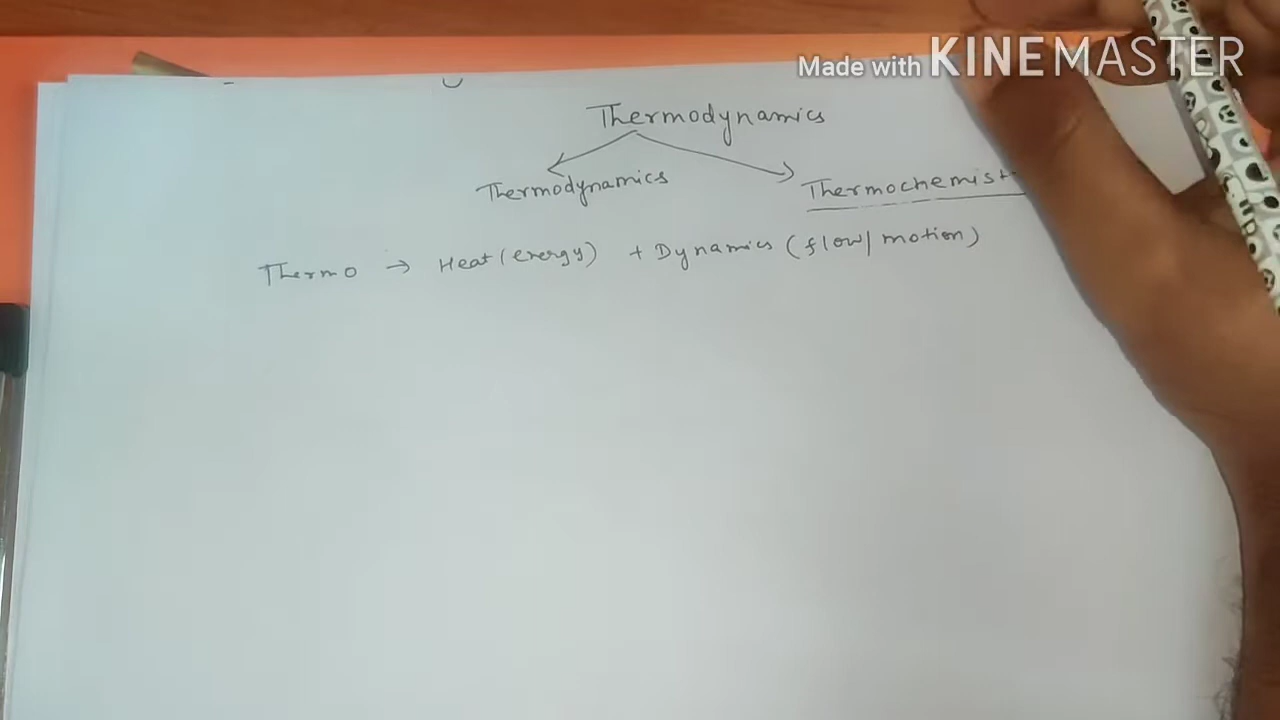 Made with KINEMASTER
Thermodynamics
Thermodynamics Thermochemist
Thermo → Heat (energy) + Dynamics (flow/motion)